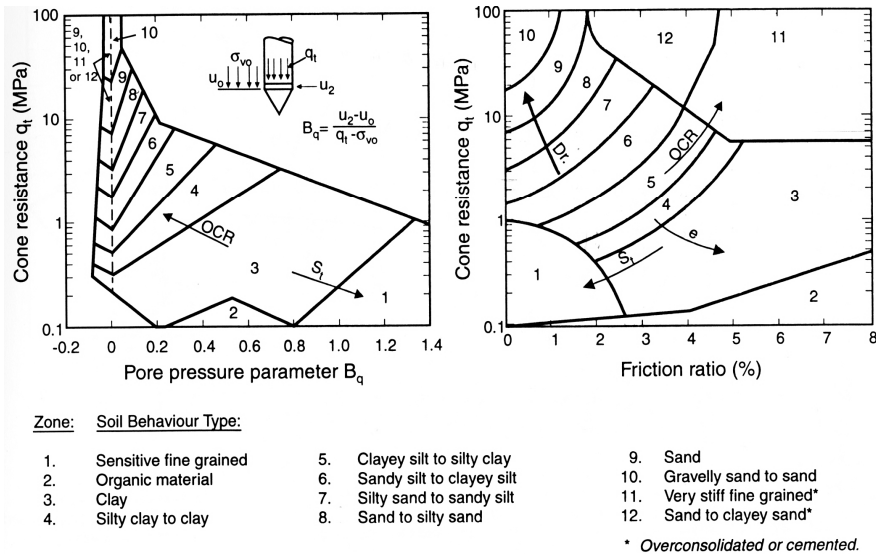 Cone resistance qt (MPa)
100
10
1
0.1
9,
10,
11
or 12
10
9
8
7
6
5
4
3
2
1
OCR
St
σvo
uo
qt
u2
Bq= u2-uo
qt-σvo
-0.2 0 0.2 0.4 0.6 0.8 1.0 1.2 1.4
Pore pressure parameter Bq
Cone resistance qt (MPa)
100
10
1
0.1
10
9
8
7
6
5
4
3
2
1
12
11
Dr.
OCR
e
St
0 1 2 3 4 5 6 7 8
Friction ratio (%)
Zone: Soil Behaviour Type:
1. Sensitive fine grained
2. Organic material
3. Clay
4. Silty clay to clay
5. Clayey silt to silty clay
6. Sandy silt to clayey silt
7. Silty sand to sandy silt
8. Sand to silty sand
9. Sand
10. Gravelly sand to sand
11. Very stiff fine grained*
12. Sand to clayey sand*
* Overconsolidated or cemented.